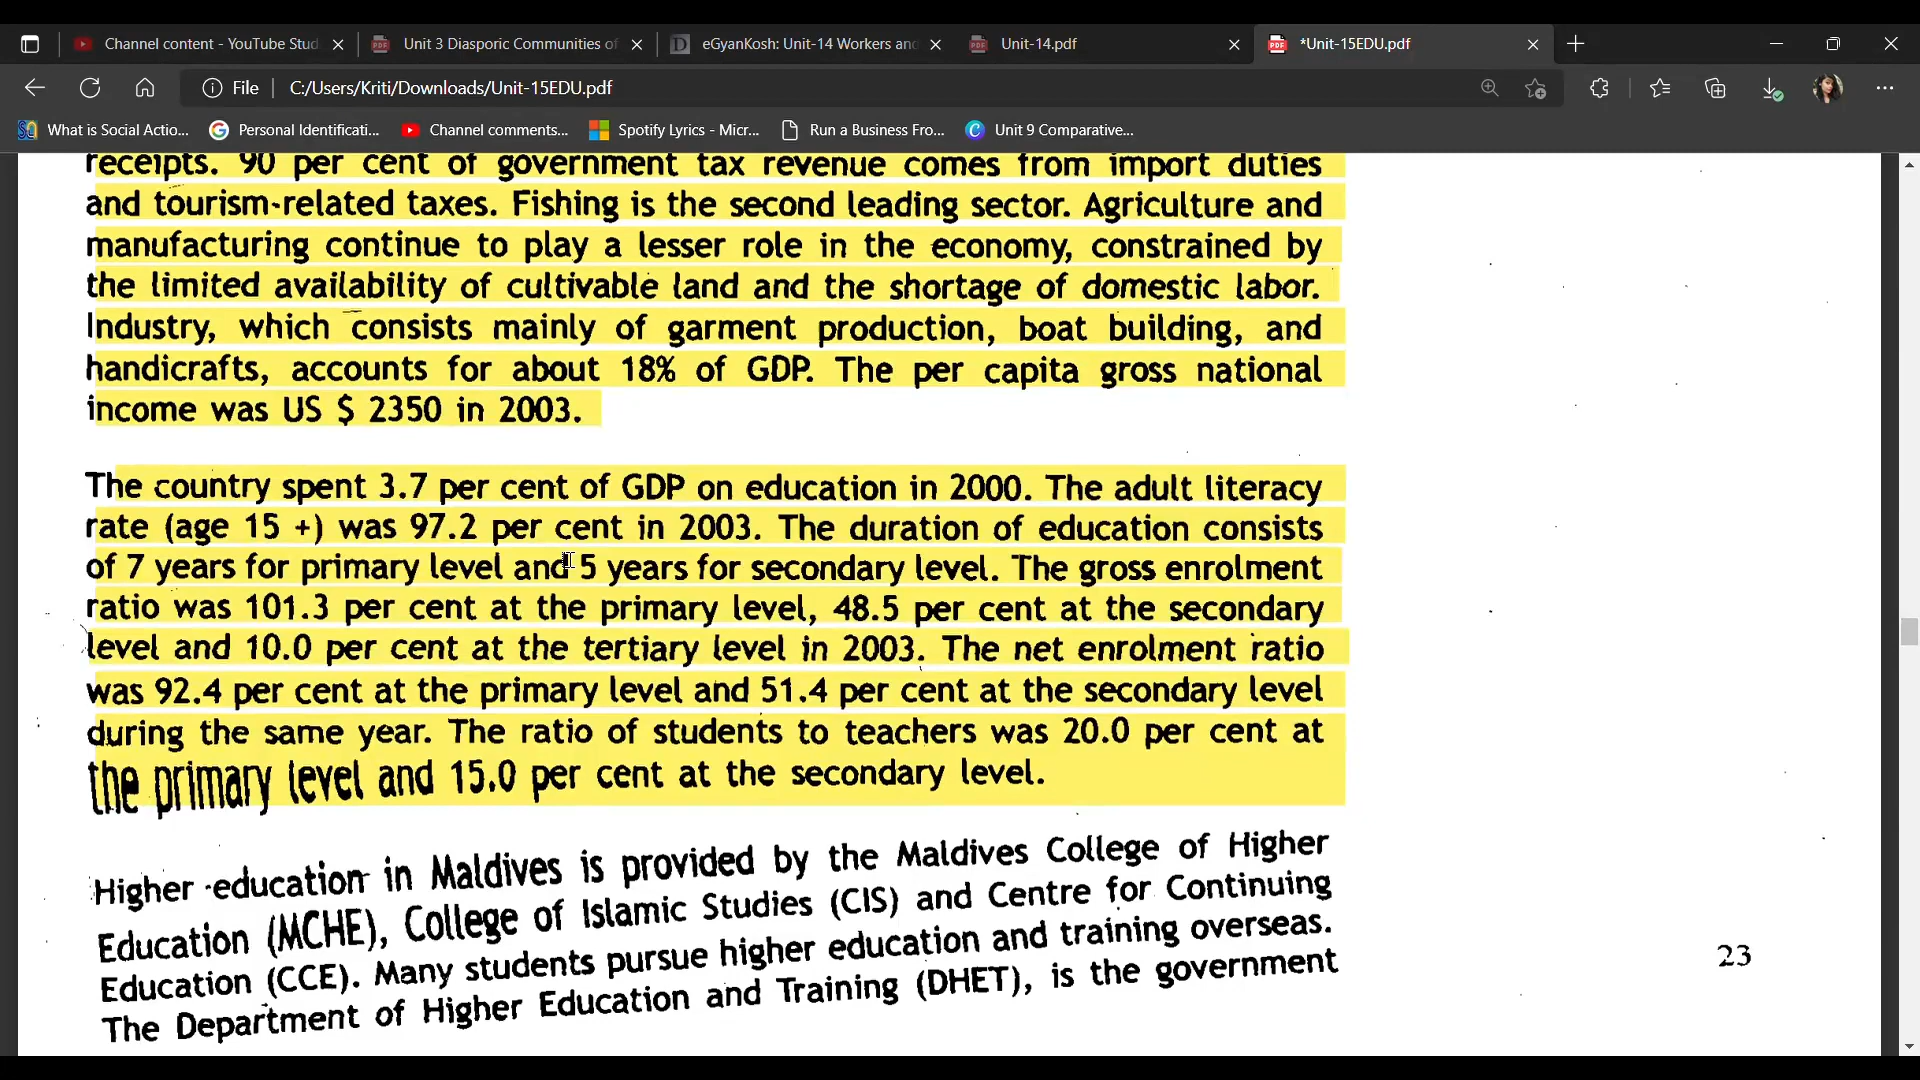 Channel content - YouTube Stud
Unit 3 Diasporic Communities of
eGyanKosh: Unit-14 Workers and
Unit-14.pdf
*Unit-15EDU.pdf
File
C:/Users/Kriti/Downloads/Unit-15EDU.pdf
What is Social Actio...
Personal Identificati...
Channel comments...
Spotify Lyrics - Micr...
Run a Business Fro...
Unit 9 Comparative...
receipts. 90 per cent of government tax revenue comes from import duties
and tourism-related taxes. Fishing is the second leading sector. Agriculture and
manufacturing continue to play a lesser role in the economy, constrained by
the limited availability of cultivable land and the shortage of domestic labor.
Industry, which consists mainly of garment production, boat building, and
handicrafts, accounts for about 18% of GDP. The per capita gross national
income was US $ 2350 in 2003.
The country spent 3.7 per cent of GDP on education in 2000. The adult literacy
rate (age 15 +) was 97.2 per cent in 2003. The duration of education consists
of 7 years for primary level and 5 years for secondary level. The gross enrolment
ratio was 101.3 per cent at the primary level, 48.5 per cent at the secondary
level and 10.0 per cent at the tertiary level in 2003. The net enrolment ratio
was 92.4 per cent at the primary level and 51.4 per cent at the secondary level
during the same year. The ratio of students to teachers was 20.0 per cent at
the primary level and 15.0 per cent at the secondary level.
Higher education in Maldives is provided by the Maldives College of Higher
Education (MCHE), College of Islamic Studies (CIS) and Centre for Continuing
Education (CCE). Many students pursue higher education and training overseas.
The Department of Higher Education and Training (DHET), is the government
23